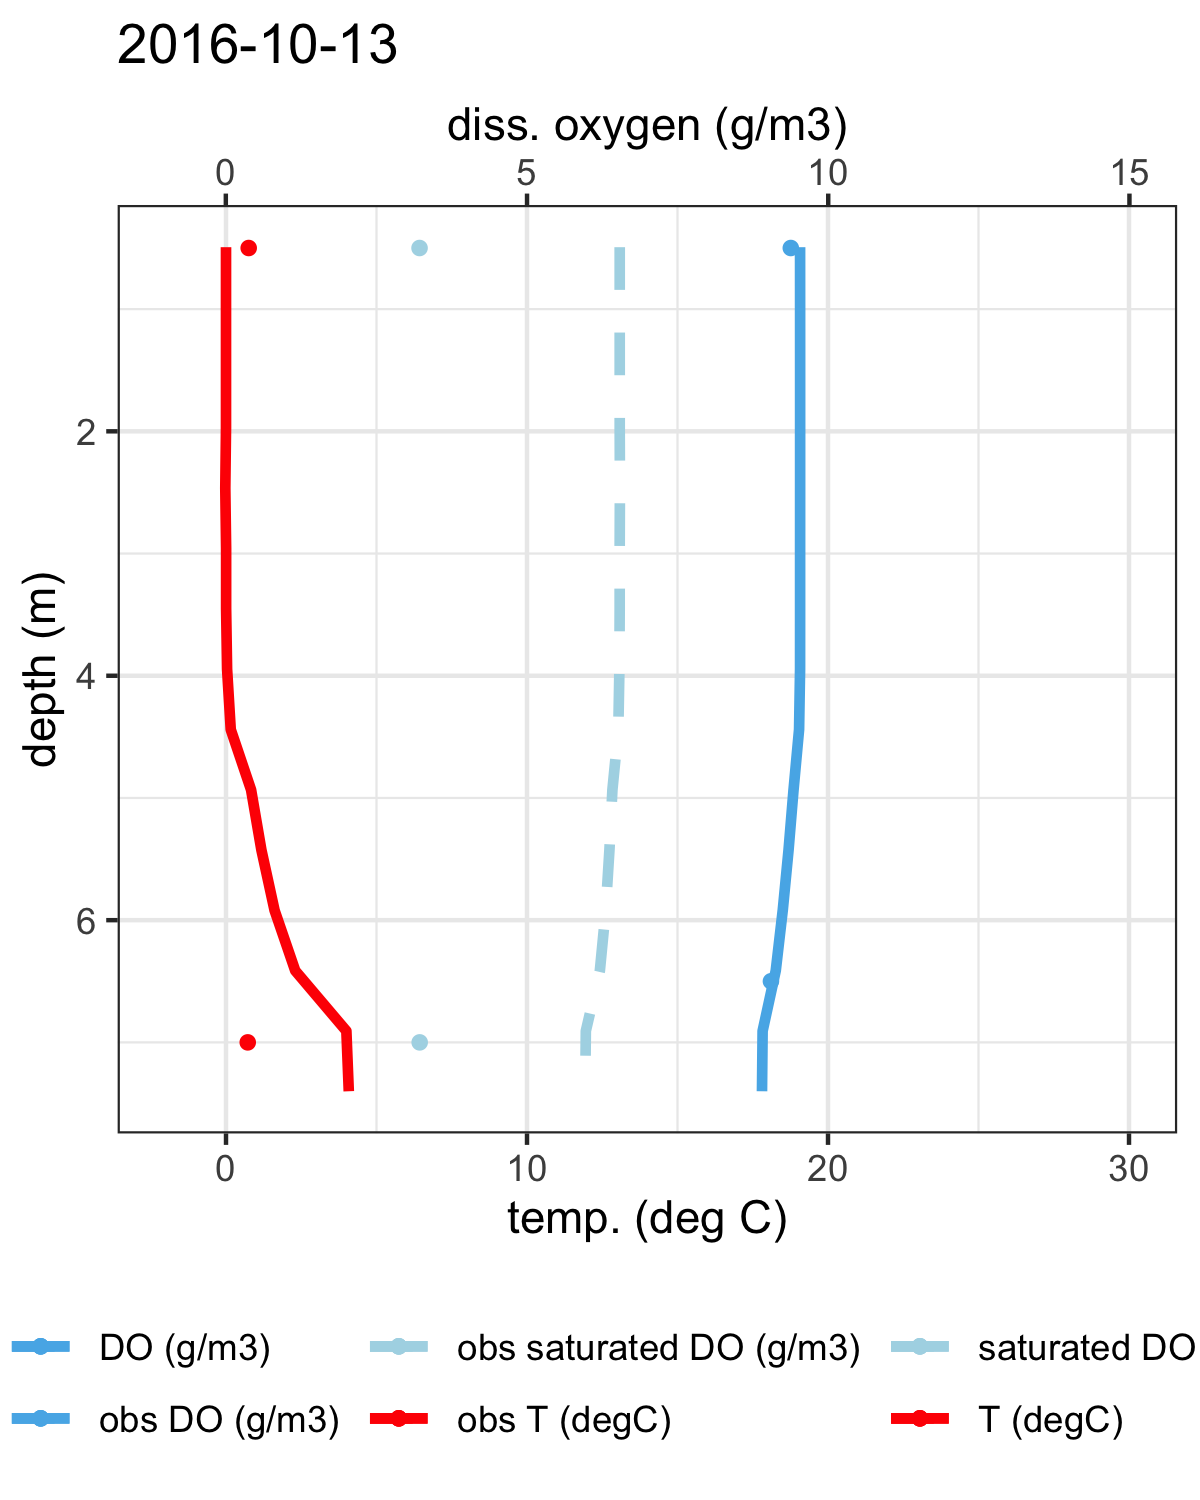 2016-10-13
diss. oxygen (g/m3)
0 5 10 15
depth (m)
2
4
6
0 10 20 30
temp. (deg C)
DO (g/m3) obs saturated DO (g/m3) saturated DO
obs DO (g/m3) obs T (degC) T (degC)